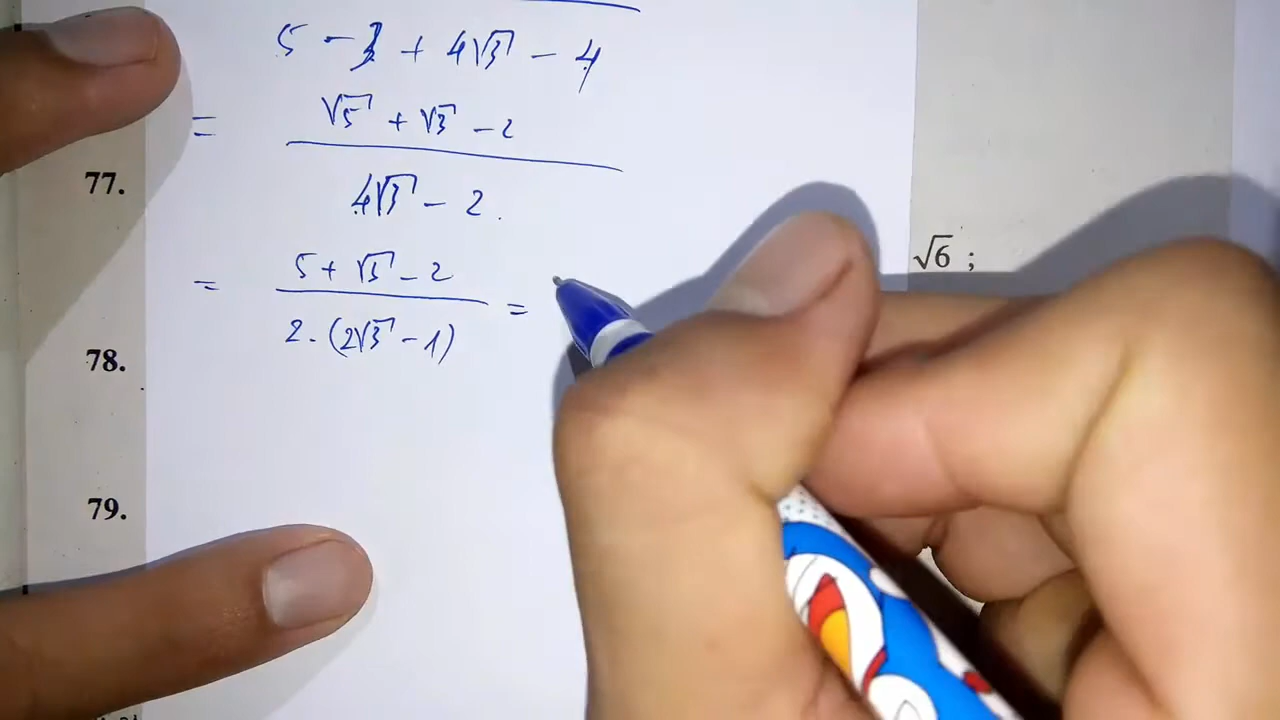 5 - 3 + 4√3 - 4
= √5 + √3 - 2
77.
4√3 - 2.
√6 ;
= 5 + √3 - 2
2. (2√3 - 1) =
78.
79.